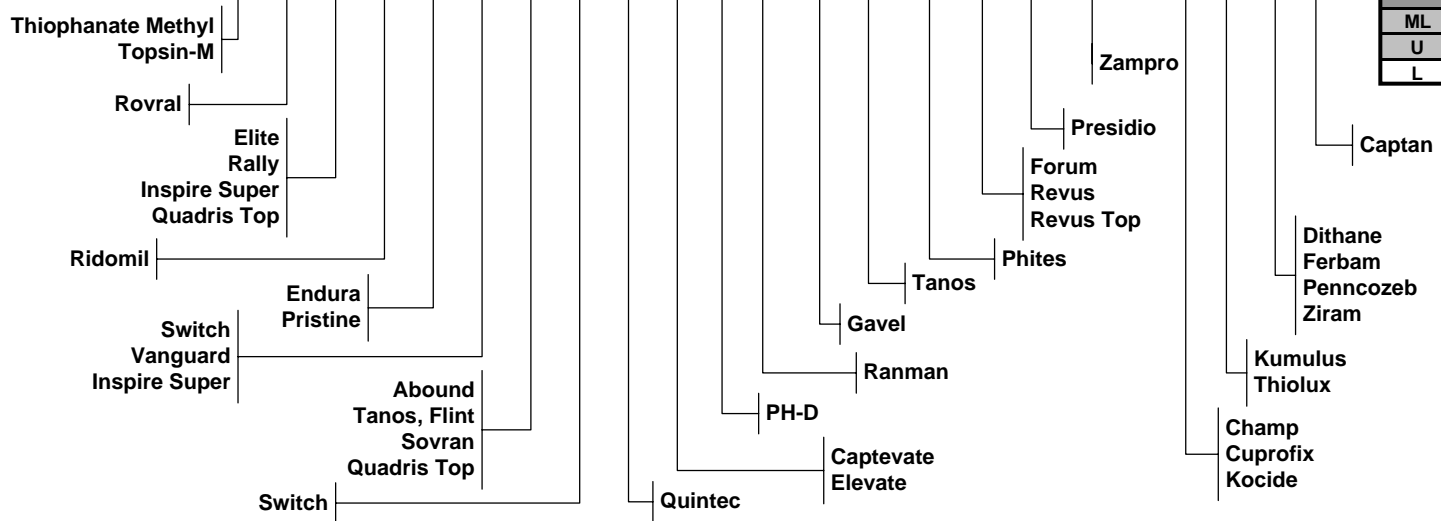 Thiophanate Methyl
Topsin-M
Rovral
Elite
Rally
Inspire Super
Quadris Top
Ridomil
Endura
Pristine
Switch
Vanguard
Inspire Super
Abound
Tanos, Flint
Sovran
Quadris Top
Switch
Quintec
Captevate
Elevate
PH-D
Ranman
Gavel
Tanos
Phites
Forum
Revus
Revus Top
Presidio
Zampro
Champ
Cuprofix
Kocide
Kumulus
Thiolux
Dithane
Ferbam
Penncozeb
Ziram
Captan
ML
U
L